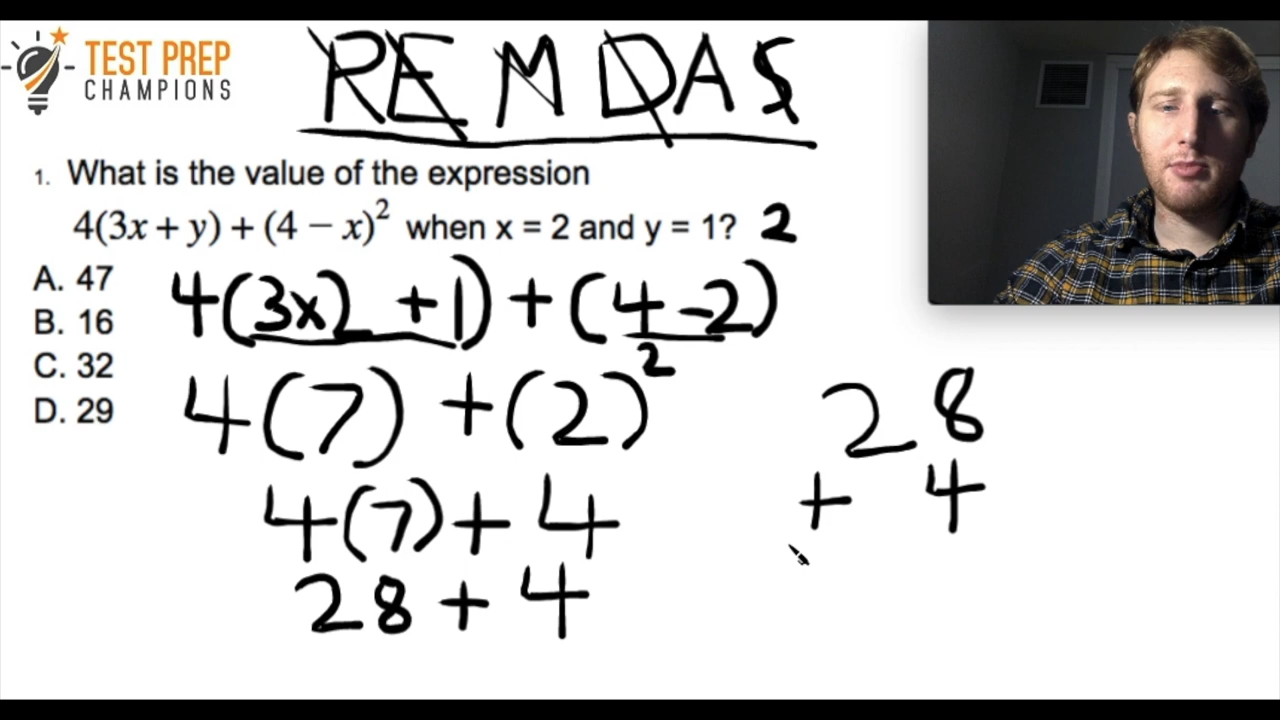 TEST PREP
CHAMPIONS
PEMDAS
1. What is the value of the expression
4(3x + y) + (4 − x)² when x = 2 and y = 1? 2
A. 47
B. 16
C. 32
D. 29
4(3x2 +1) + (4-2)
2
4(7) + (2)
4(7) + 4
28 + 4
28
+ 4